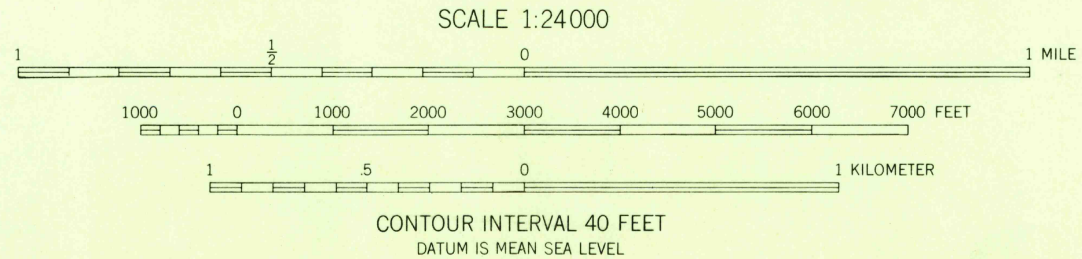 SCALE 1:24000
1 ½ 0 1 MILE
1000 0 1000 2000 3000 4000 5000 6000 7000 FEET
1 .5 0 1 KILOMETER
CONTOUR INTERVAL 40 FEET
DATUM IS MEAN SEA LEVEL